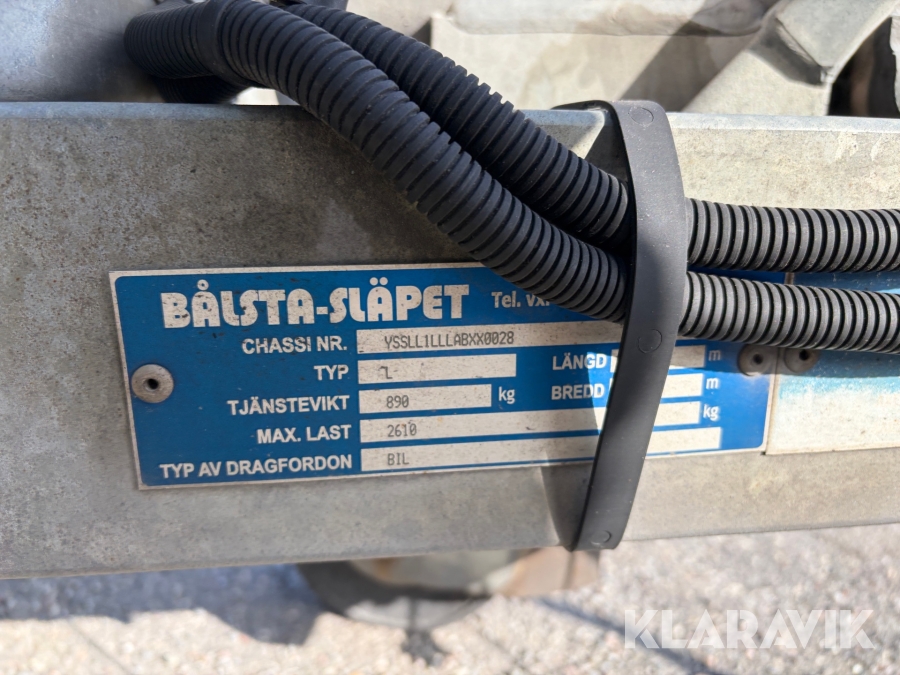 BÅLSTA-SLÄPET Tel. vx.
CHASSI NR. YSSLL1LLLABXX0028
TYP L LÄNGD m
TJÄNSTEVIKT 890 kg BREDD m
MAX. LAST 2610 kg
TYP AV DRAGFORDON BIL
KLARAVIK